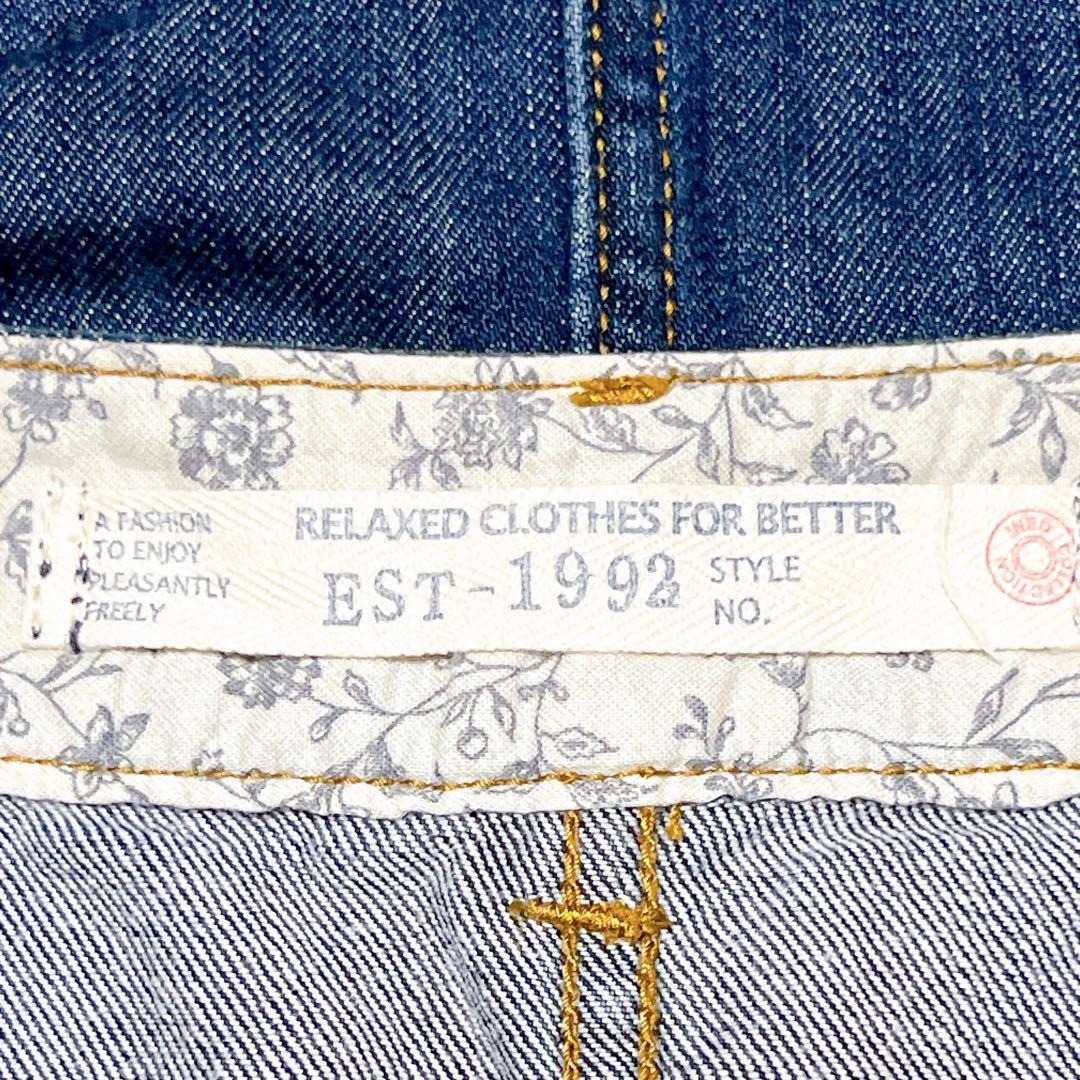 A FASHION
TO ENJOY
PLEASANTLY
FREELY
RELAXED CLOTHES FOR BETTER
EST-1992
STYLE
NO.